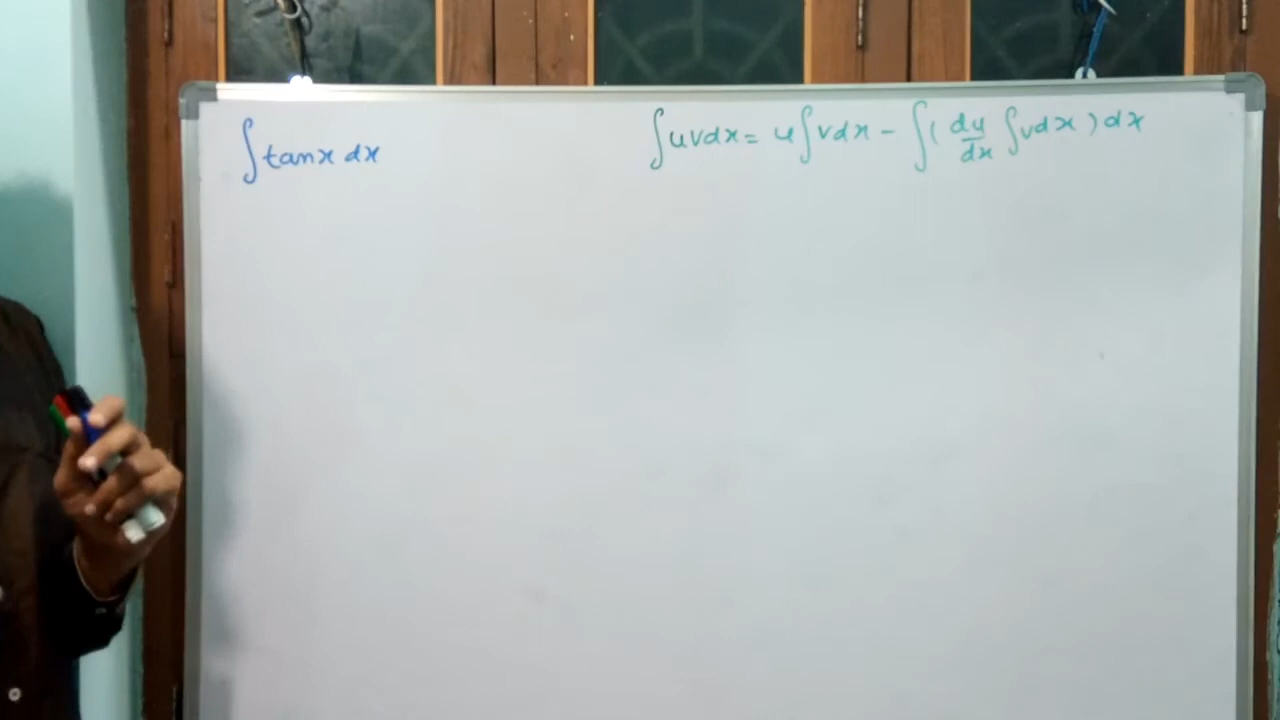 ∫tanx dx
∫uvdx = u∫vdx - ∫( du/dx ∫vdx ) dx